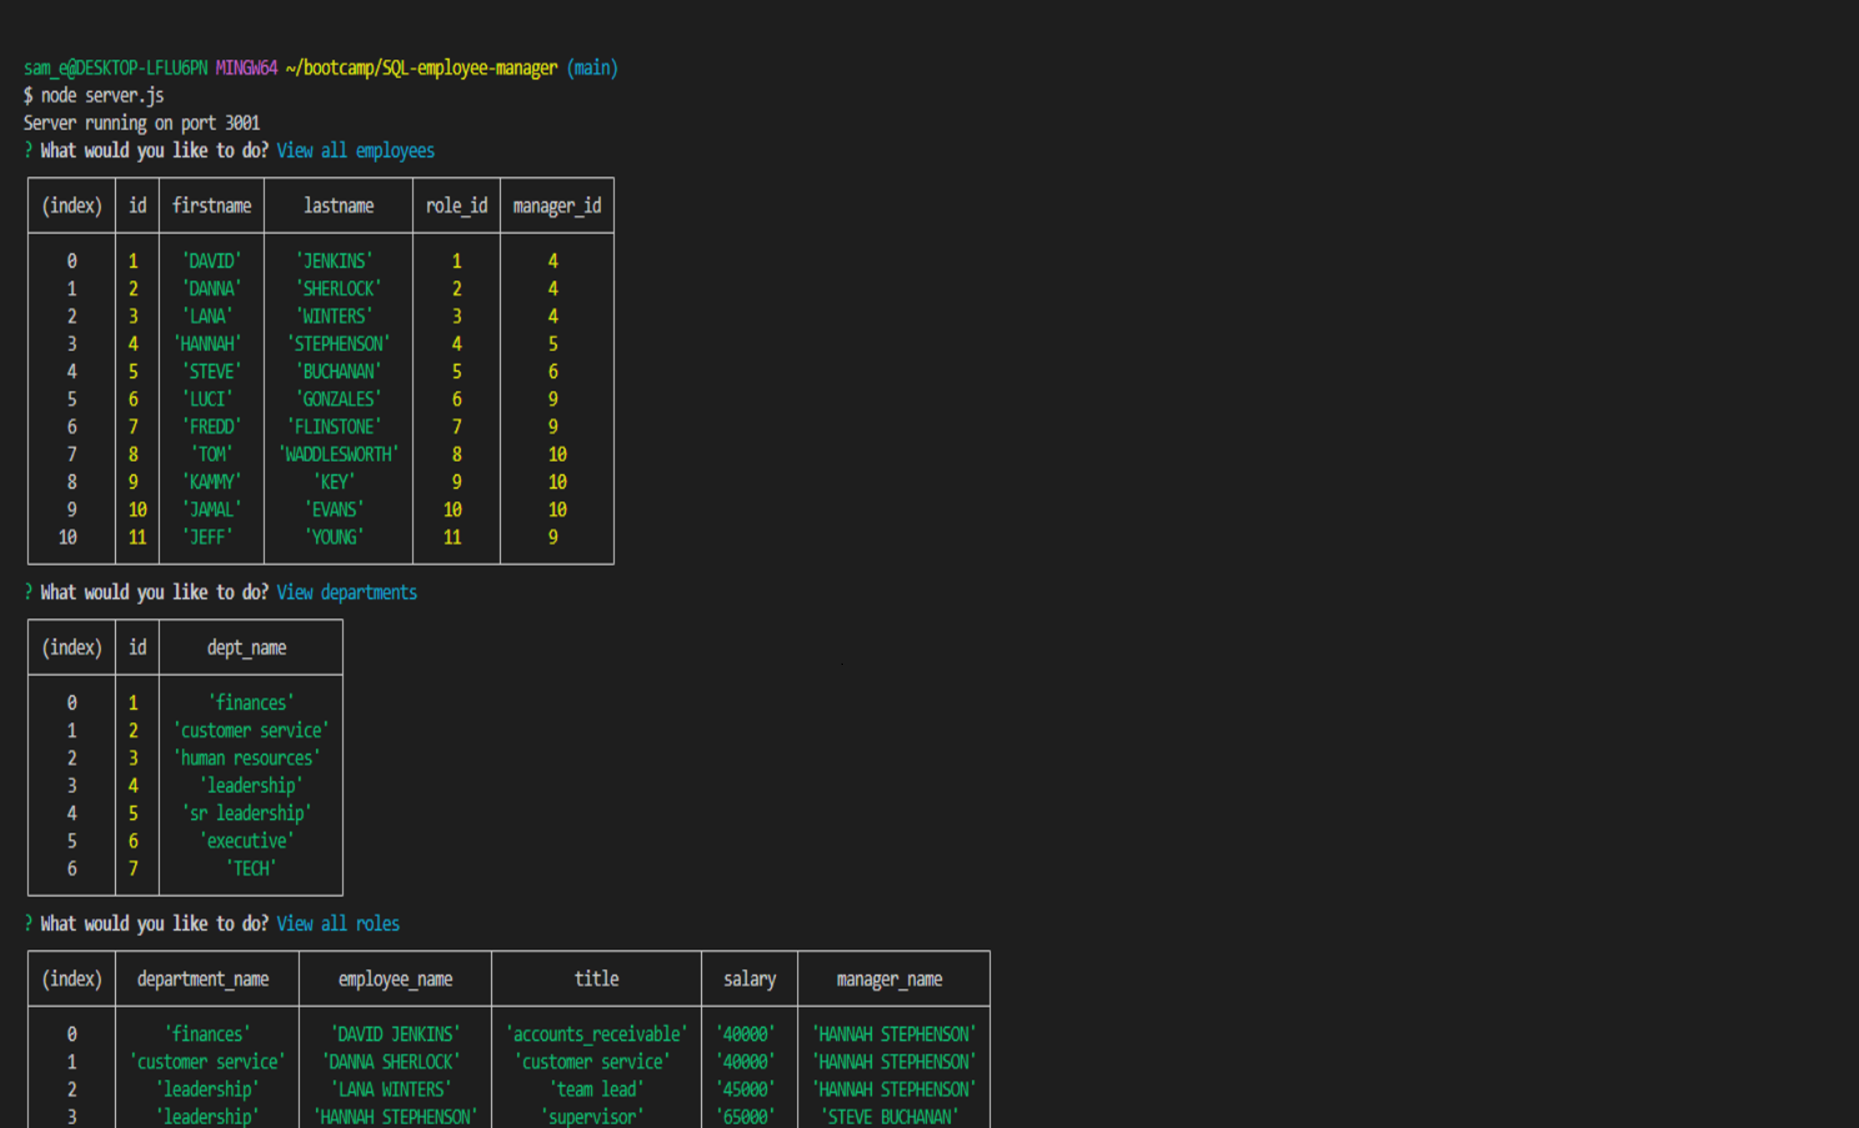 sam_e@DESKTOP-LFLU6PN MINGW64 ~/bootcamp/SQL-employee-manager (main)
$ node server.js
Server running on port 3001
? What would you like to do? View all employees
(index) id firstname lastname role_id manager_id
0 1 'DAVID' 'JENKINS' 1 4
1 2 'DANNA' 'SHERLOCK' 2 4
2 3 'LANA' 'WINTERS' 3 4
3 4 'HANNAH' 'STEPHENSON' 4 5
4 5 'STEVE' 'BUCHANAN' 5 6
5 6 'LUCI' 'GONZALES' 6 9
6 7 'FREDD' 'FLINSTONE' 7 9
7 8 'TOM' 'WADDLESWORTH' 8 10
8 9 'KAMMY' 'KEY' 9 10
9 10 'JAMAL' 'EVANS' 10 10
10 11 'JEFF' 'YOUNG' 11 9
? What would you like to do? View departments
(index) id dept_name
0 1 'finances'
1 2 'customer service'
2 3 'human resources'
3 4 'leadership'
4 5 'sr leadership'
5 6 'executive'
6 7 'TECH'
? What would you like to do? View all roles
(index) department_name employee_name title salary manager_name
0 'finances' 'DAVID JENKINS' 'accounts_receivable' '40000' 'HANNAH STEPHENSON'
1 'customer service' 'DANNA SHERLOCK' 'customer service' '40000' 'HANNAH STEPHENSON'
2 'leadership' 'LANA WINTERS' 'team lead' '45000' 'HANNAH STEPHENSON'
3 'leadership' 'HANNAH STEPHENSON' 'supervisor' '65000' 'STEVE BUCHANAN'